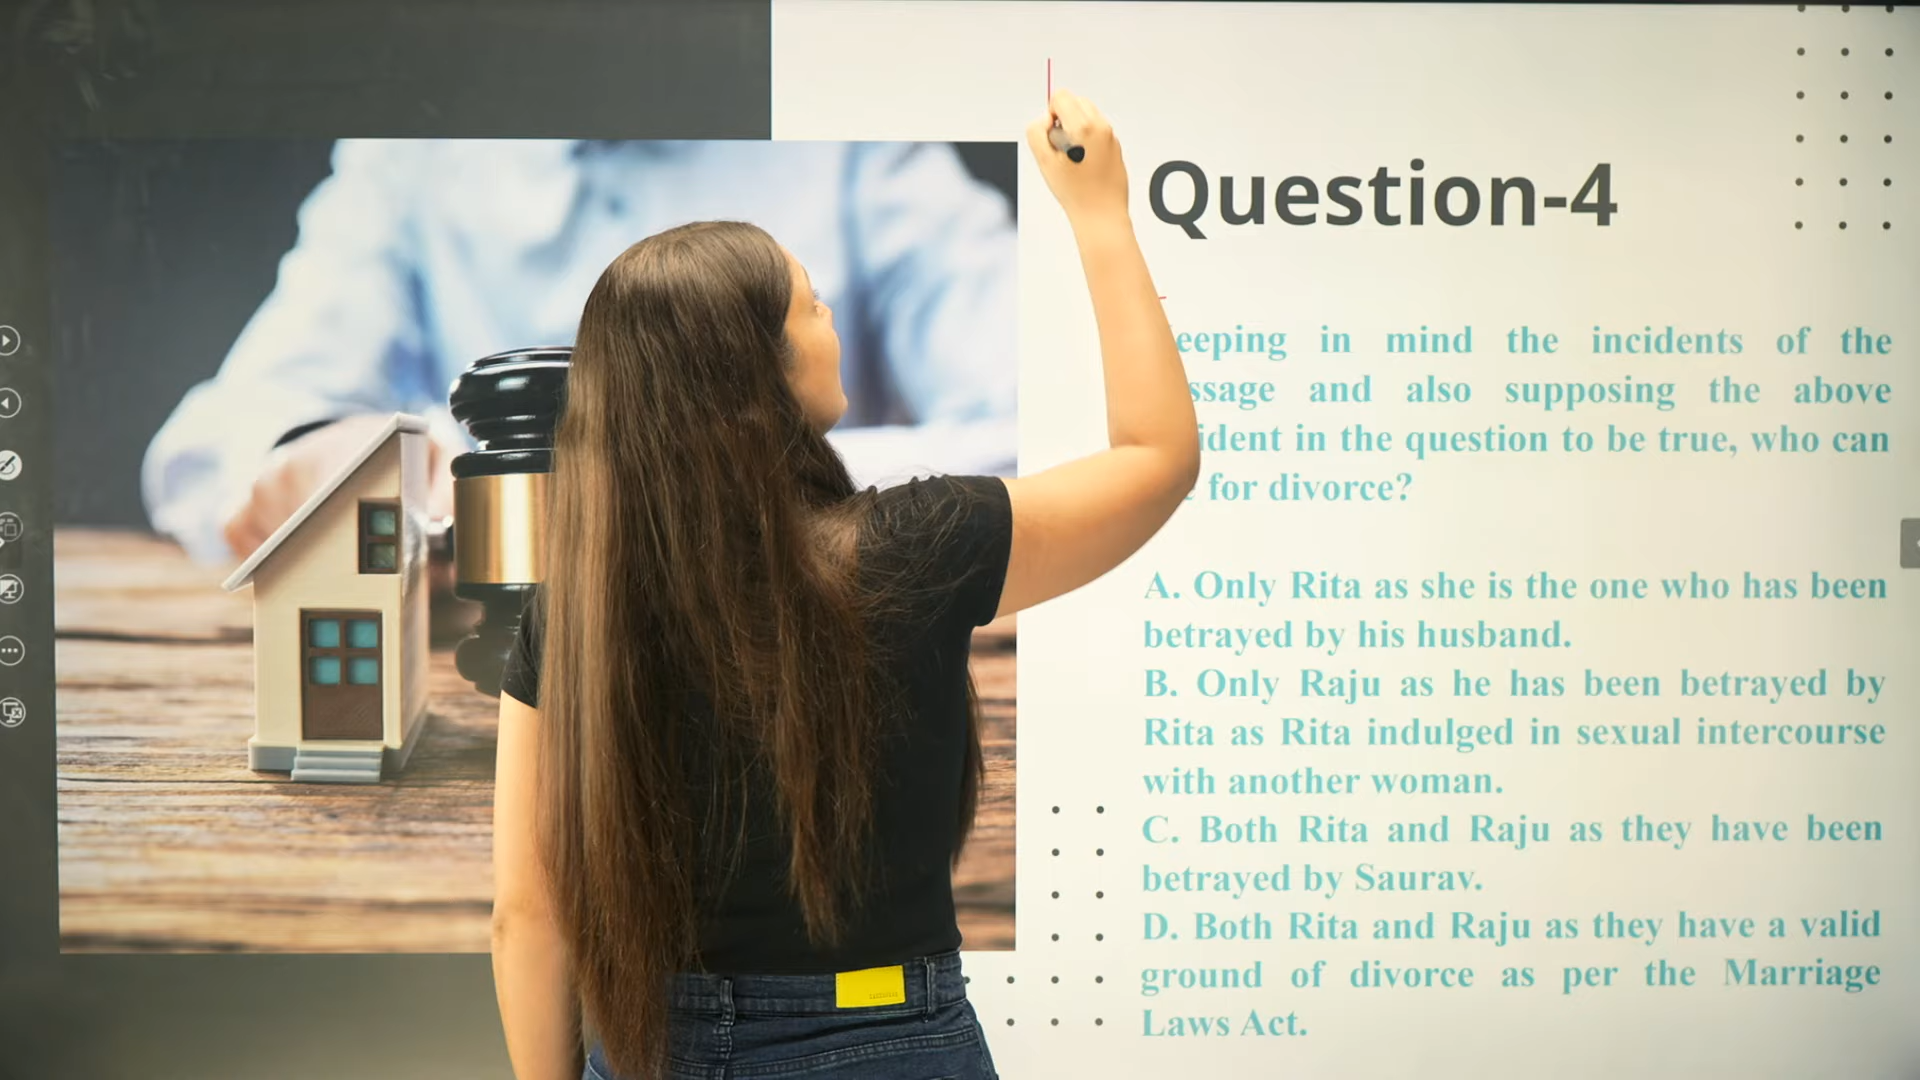 Question-4
in mind the incidents of the
and also supposing the above
in the question to be true, who can
for divorce?
A. Only Rita as she is the one who has been
betrayed by his husband.
B. Only Raju as he has been betrayed by
Rita as Rita indulged in sexual intercourse
with another woman.
C. Both Rita and Raju as they have been
betrayed by Saurav.
D. Both Rita and Raju as they have a valid
ground of divorce as per the Marriage
Laws Act.